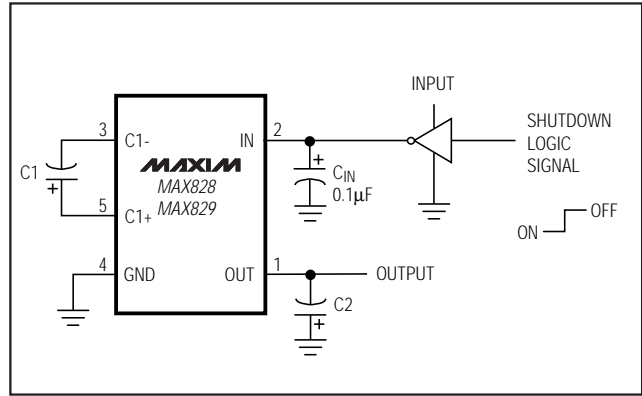 INPUT
SHUTDOWN
LOGIC
SIGNAL
3
C1-
IN
2
MAXIM
MAX828
MAX829
C1
+
5
C1+
+
CIN
0.1μF
ON
OFF
4
GND
OUT
1
OUTPUT
C2
+